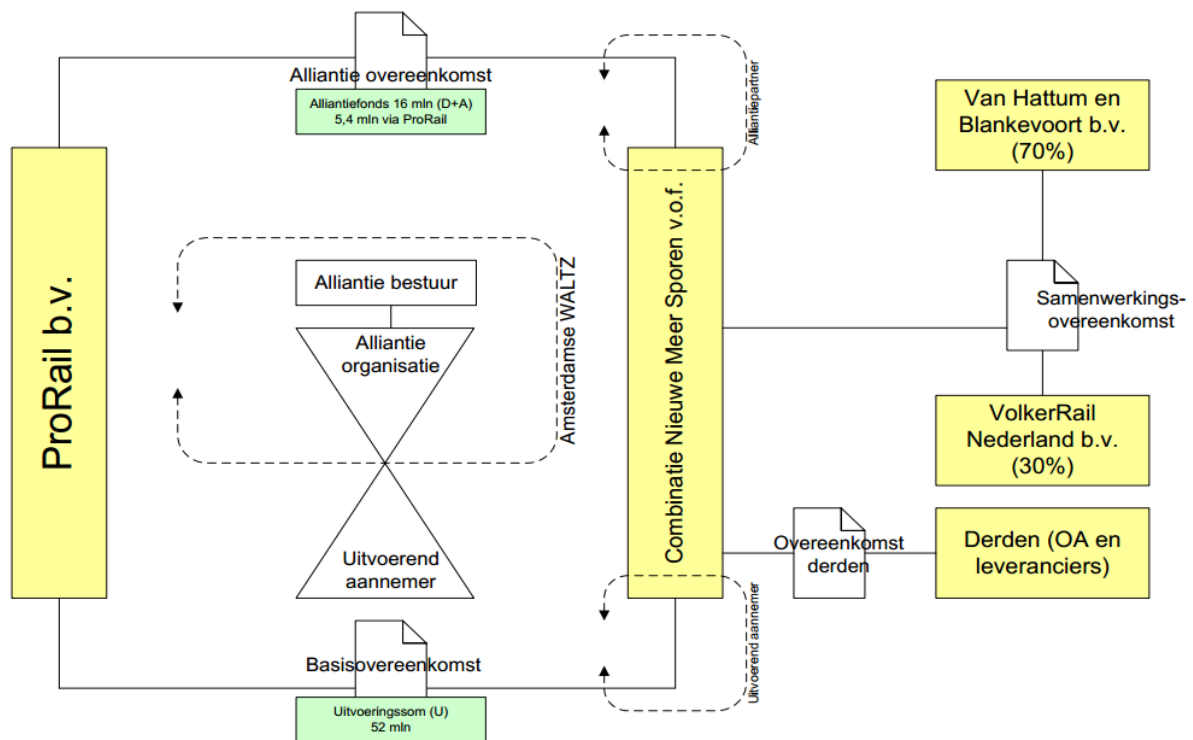 Alliantie overeenkomst
Alliantiefonds 16 mln (D+A)
5,4 mln via ProRail
Alliantiepartner
Van Hattum en
Blankevoort b.v.
(70%)
ProRail b.v.
Alliantie bestuur
Alliantie
organisatie
Amsterdamse WALTZ
Combinatie Nieuwe Meer Sporen v.o.f.
Samenwerkings-
overeenkomst
VolkerRail
Nederland b.v.
(30%)
Uitvoerend
aannemer
Overeenkomst
derden
Derden (OA en
leveranciers)
Uitvoerend aannemer
Basisovereenkomst
Uitvoeringssom (U)
52 mln